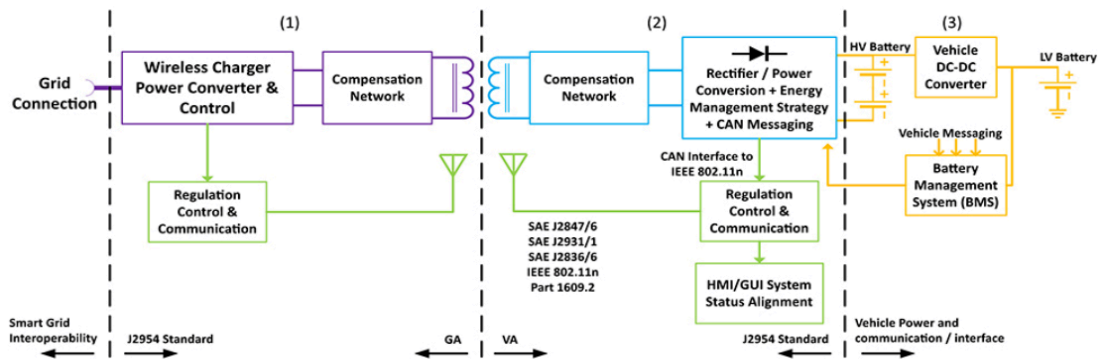 (1)
(2)
(3)
Grid
Connection
Wireless Charger
Power Converter &
Control
Compensation
Network
Compensation
Network
Rectifier / Power
Conversion + Energy
Management Strategy
+ CAN Messaging
HV Battery
+
-
+
-
Vehicle
DC-DC
Converter
LV Battery
+
-
Vehicle Messaging
Battery
Management
System (BMS)
CAN Interface to
IEEE 802.11n
Regulation
Control &
Communication
Regulation
Control &
Communication
SAE J2847/6
SAE J2931/1
SAE J2836/6
IEEE 802.11n
Part 1609.2
HMI/GUI System
Status Alignment
Smart Grid
Interoperability
J2954 Standard
GA
VA
J2954 Standard
Vehicle Power and
communication / interface